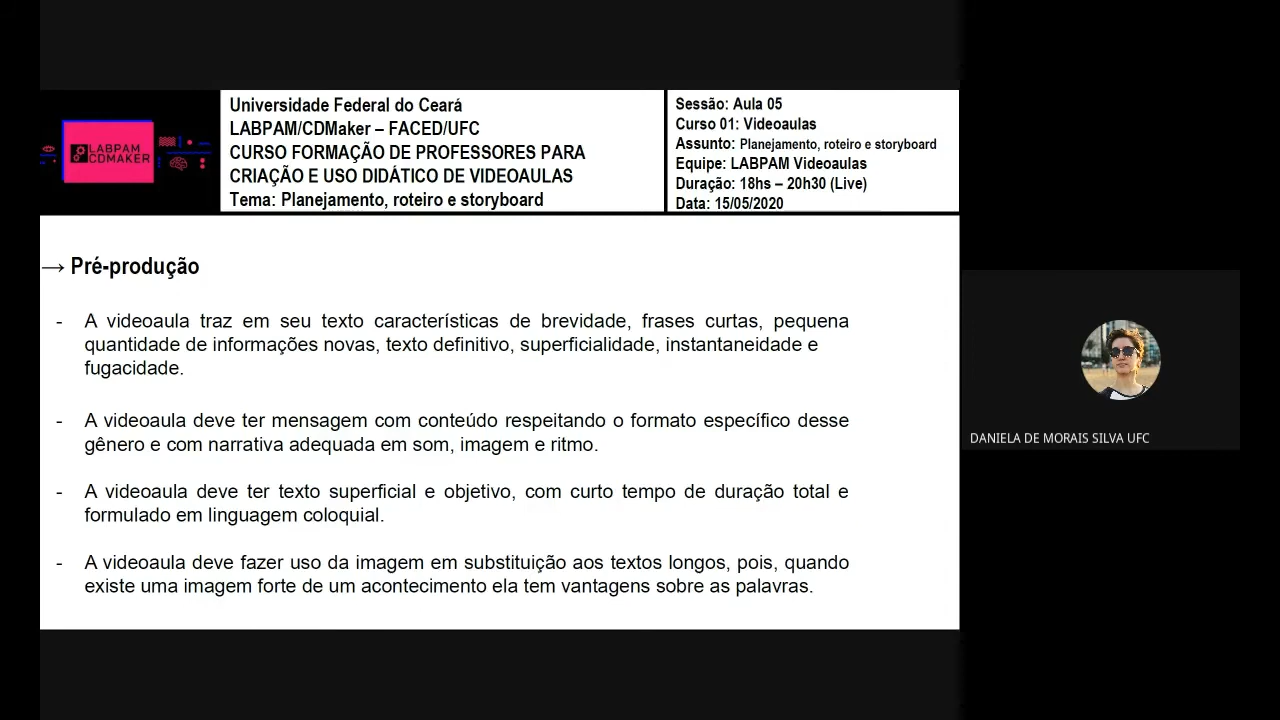 LABPAM
CDMAKER
Universidade Federal do Ceará
LABPAM/CDMaker – FACED/UFC
CURSO FORMAÇÃO DE PROFESSORES PARA
CRIAÇÃO E USO DIDÁTICO DE VIDEOAULAS
Tema: Planejamento, roteiro e storyboard
Sessão: Aula 05
Curso 01: Videoaulas
Assunto: Planejamento, roteiro e storyboard
Equipe: LABPAM Videoaulas
Duração: 18hs – 20h30 (Live)
Data: 15/05/2020
→ Pré-produção
- A videoaula traz em seu texto características de brevidade, frases curtas, pequena
quantidade de informações novas, texto definitivo, superficialidade, instantaneidade e
fugacidade.
- A videoaula deve ter mensagem com conteúdo respeitando o formato específico desse
gênero e com narrativa adequada em som, imagem e ritmo.
- A videoaula deve ter texto superficial e objetivo, com curto tempo de duração total e
formulado em linguagem coloquial.
- A videoaula deve fazer uso da imagem em substituição aos textos longos, pois, quando
existe uma imagem forte de um acontecimento ela tem vantagens sobre as palavras.
DANIELA DE MORAIS SILVA UFC